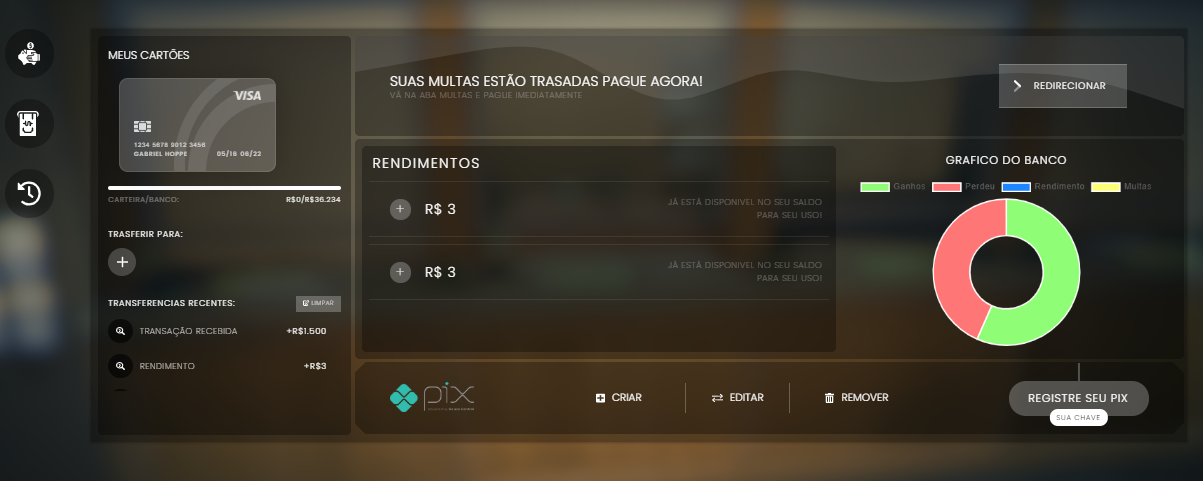 MEUS CARTÕES
VISA
1234 5678 9012 3456
GABRIEL HOPPE 05/16 06/22
CARTEIRA/BANCO: R$0/R$36.234
TRASFERIR PARA:
TRANSFERENCIAS RECENTES: LIMPAR
TRANSAÇÃO RECEBIDA +R$1.500
RENDIMENTO +R$3
SUAS MULTAS ESTÃO TRASADAS PAGUE AGORA!
VÁ NA ABA MULTAS E PAGUE IMEDIATAMENTE
REDIRECIONAR
RENDIMENTOS
R$ 3
JÁ ESTÁ DISPONIVEL NO SEU SALDO
PARA SEU USO!
R$ 3
JÁ ESTÁ DISPONIVEL NO SEU SALDO
PARA SEU USO!
GRAFICO DO BANCO
Ganhos Perdeu Rendimento Multas
pix
CRIAR
EDITAR
REMOVER
REGISTRE SEU PIX
SUA CHAVE